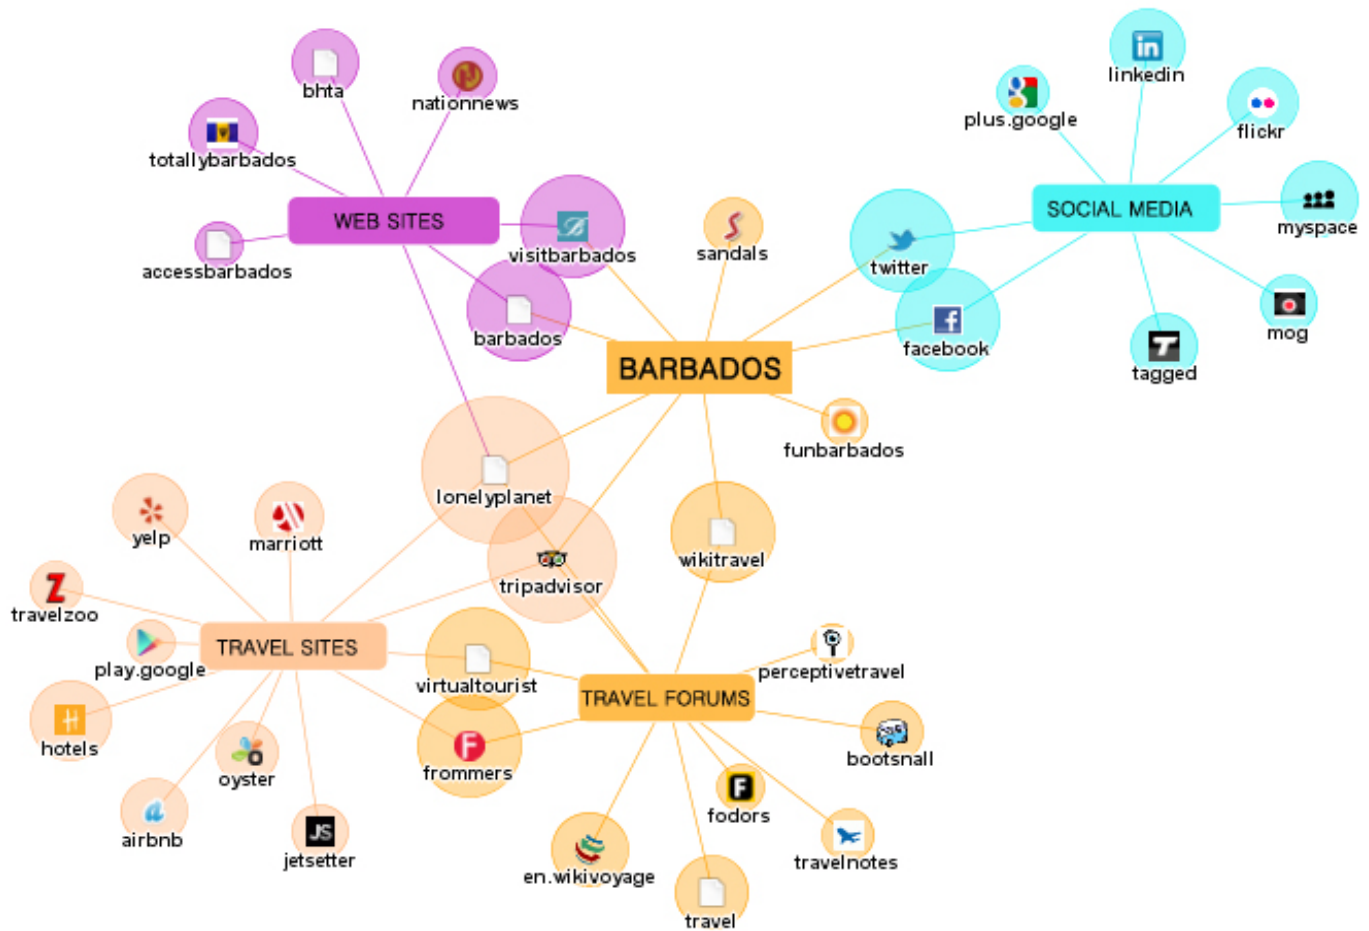 linkedin
bhta
nationnews
plus.google
flickr
totallybarbados
WEB SITES
SOCIAL MEDIA
myspace
accessbarbados
visitbarbados
sandals
twitter
barbados
facebook
mog
BARBADOS
tagged
funbarbados
lonelyplanet
yelp
marriott
wikitravel
travelzoo
tripadvisor
TRAVEL SITES
play.google
virtualtourist
perceptivetravel
TRAVEL FORUMS
hotels
oyster
F
frommers
bootsnall
F
fodors
airbnb
JS
jetsetter
travelnotes
en.wikivoyage
travel